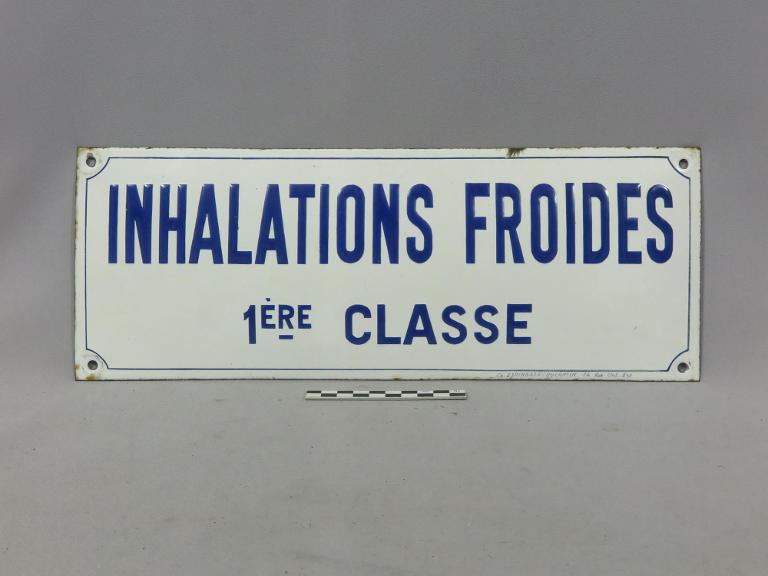 INHALATIONS FROIDES
1ÈRE CLASSE